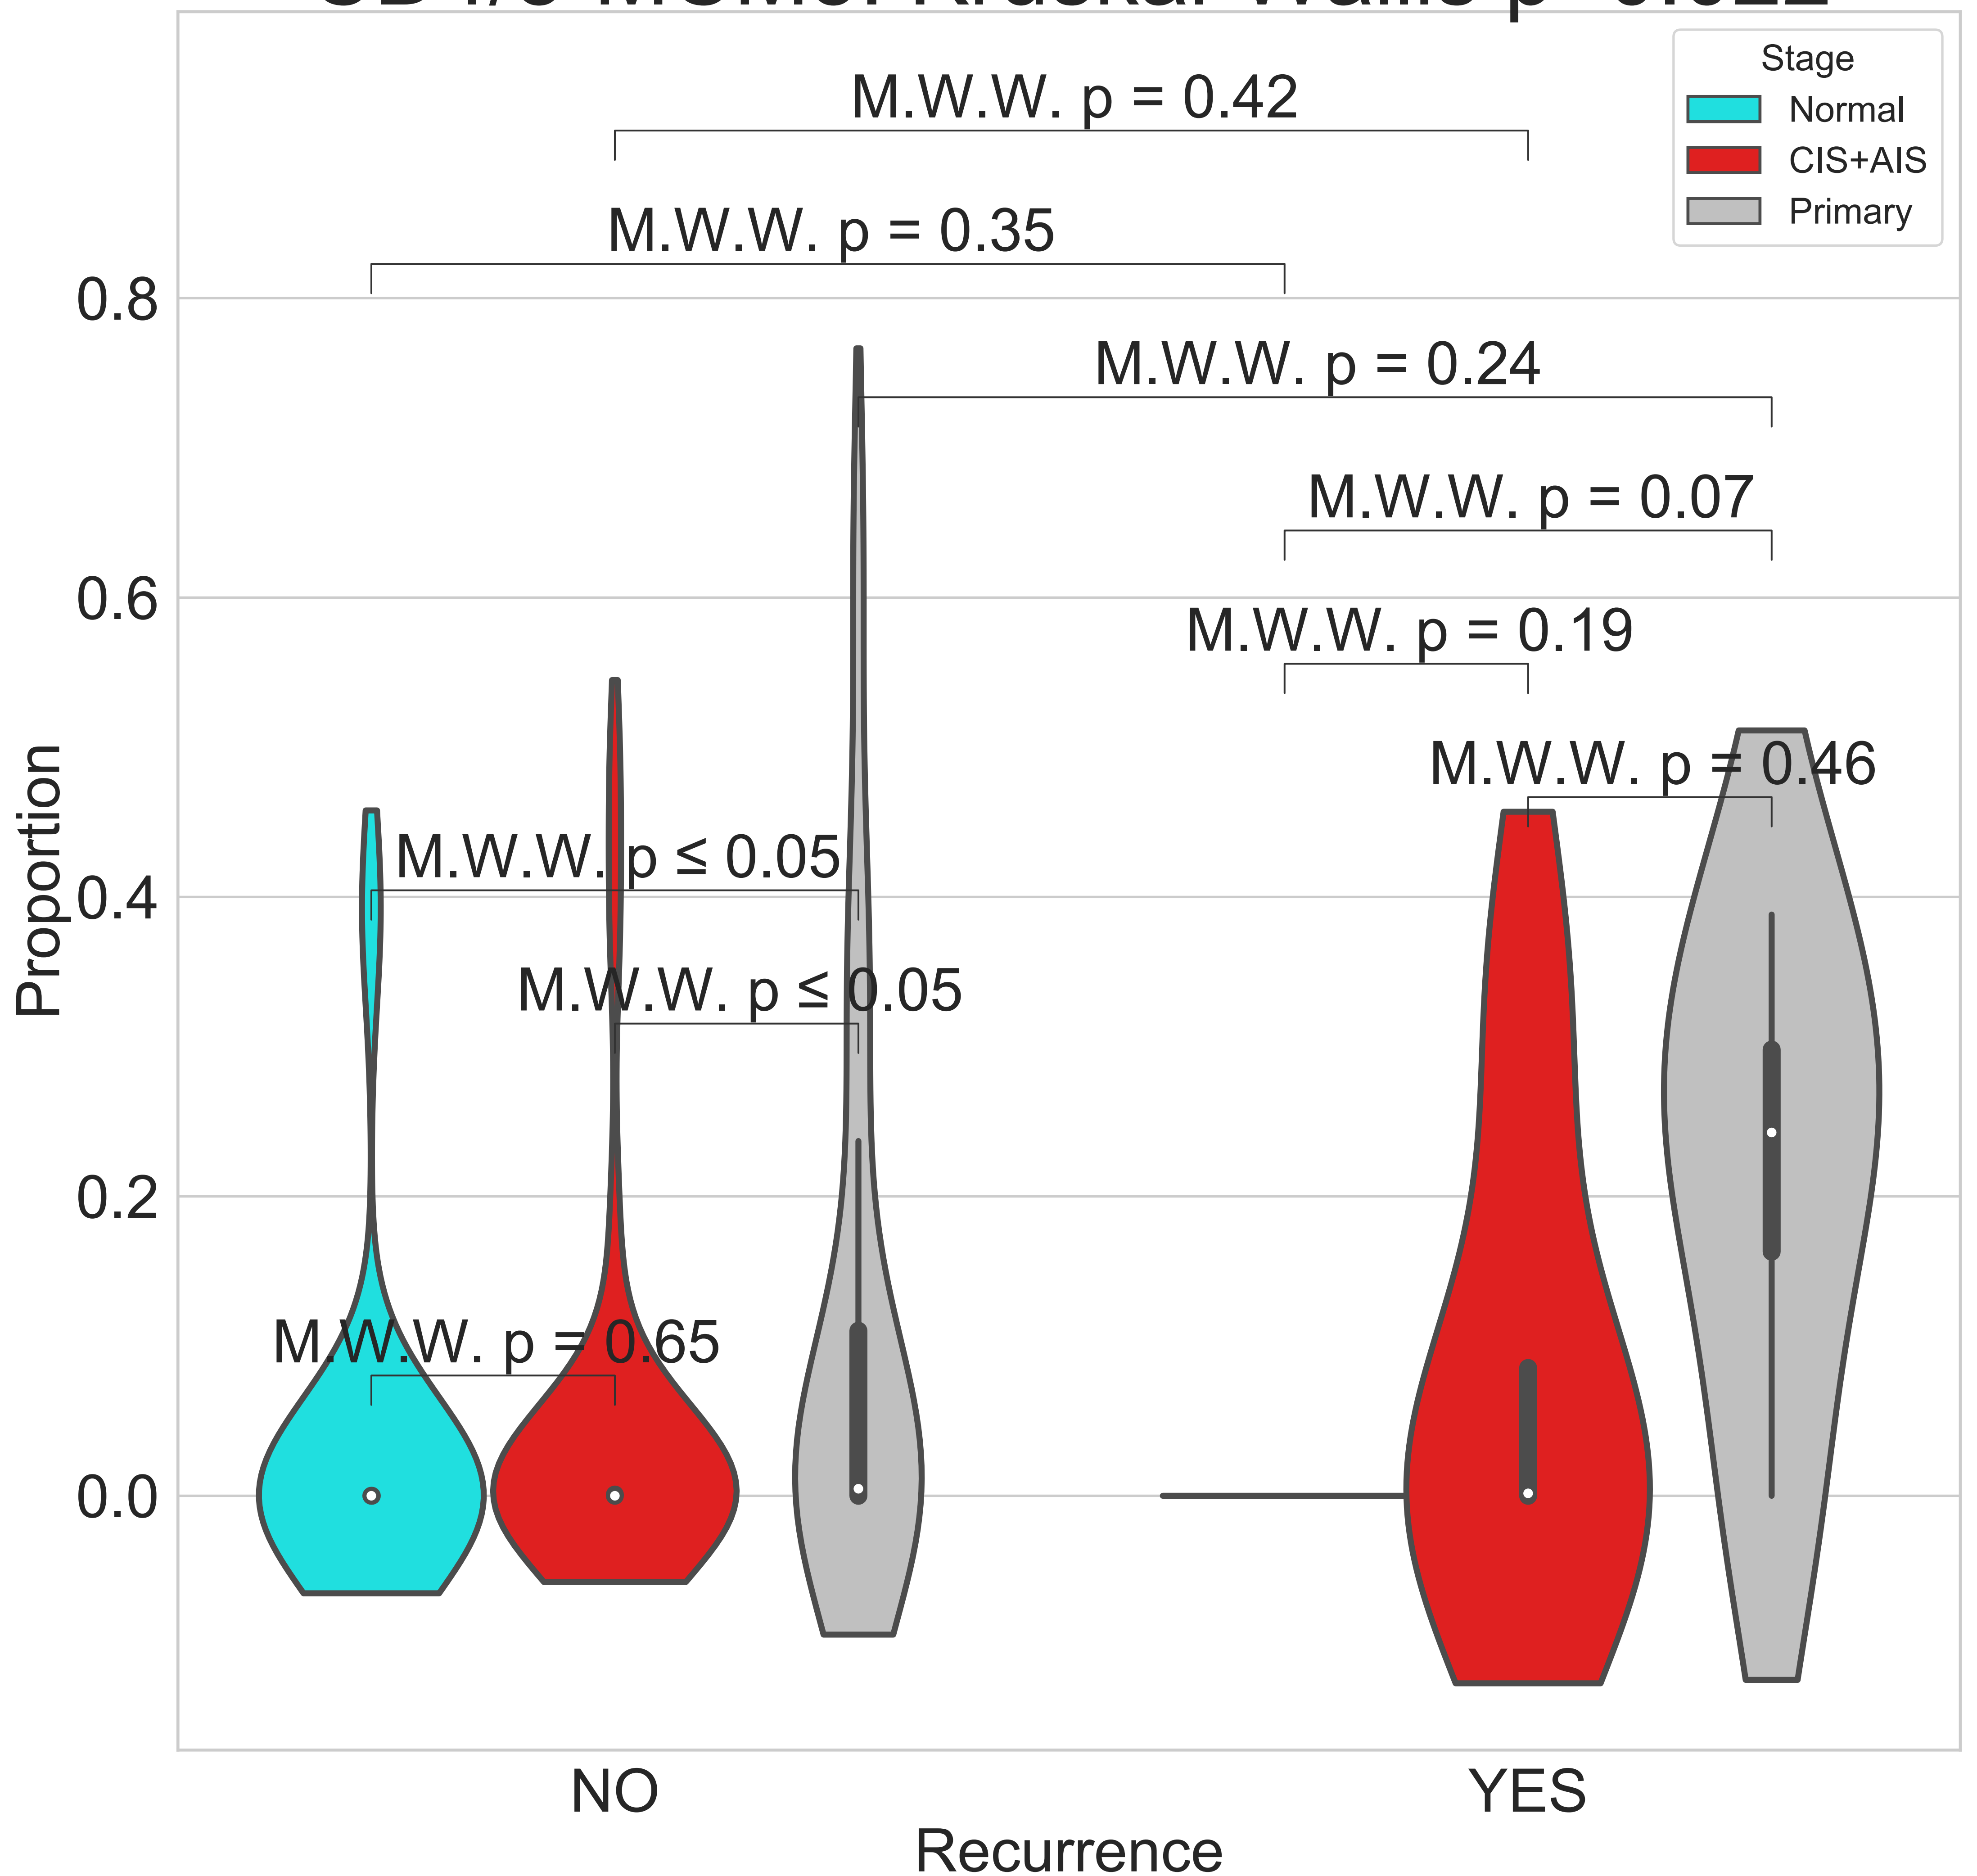 Stage
Normal
CIS+AIS
Primary
M.W.W. p = 0.42
M.W.W. p = 0.35
M.W.W. p = 0.24
M.W.W. p = 0.07
M.W.W. p = 0.19
M.W.W. p = 0.46
M.W.W. p ≤ 0.05
M.W.W. p ≤ 0.05
M.W.W. p = 0.65
0.8
0.6
0.4
0.2
0.0
Proportion
NO
YES
Recurrence